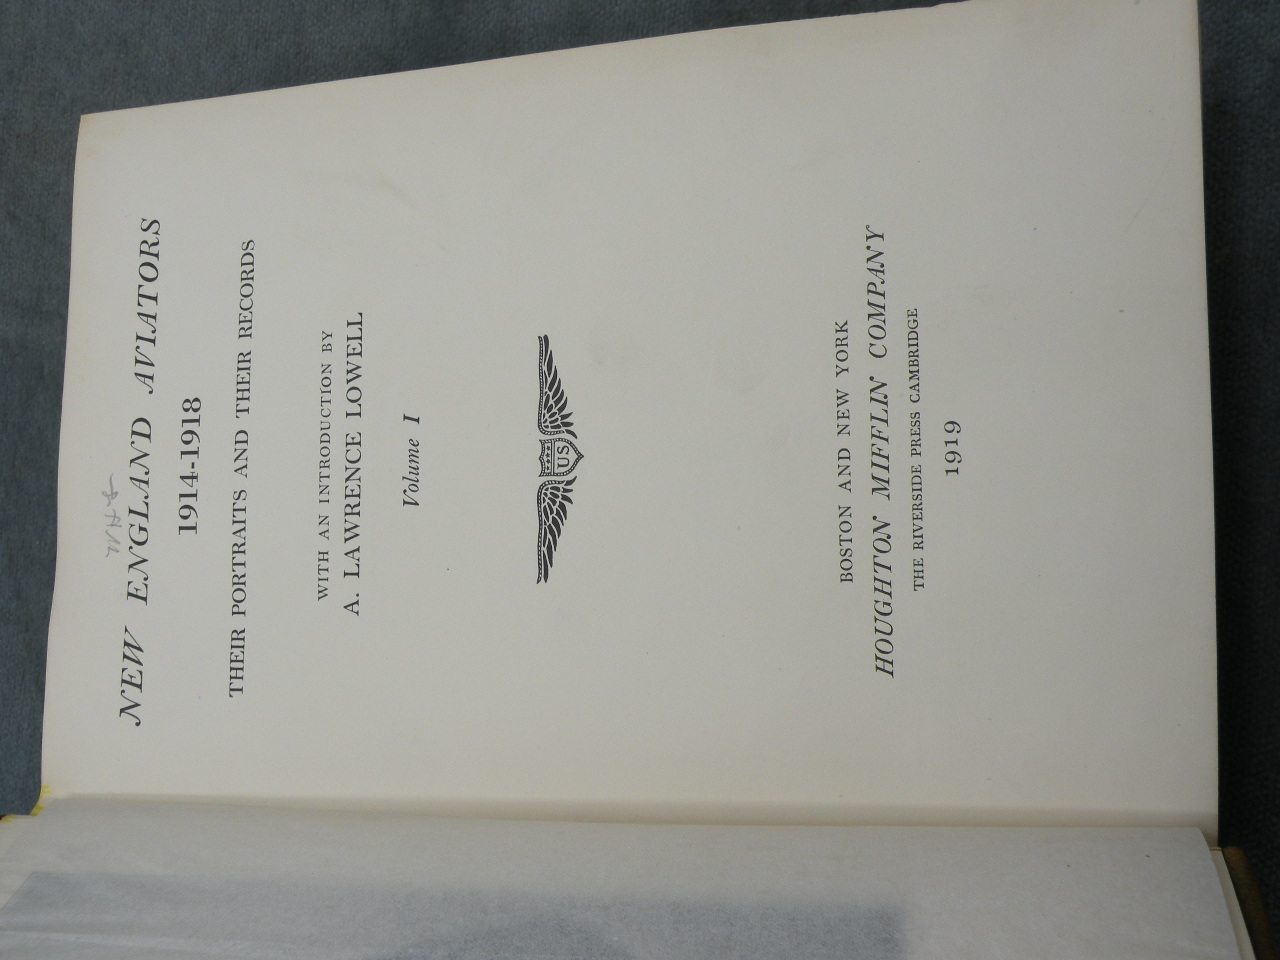 NEW ENGLAND AVIATORS
1914-1918
THEIR PORTRAITS AND THEIR RECORDS
WITH AN INTRODUCTION BY
A. LAWRENCE LOWELL
Volume I
US
BOSTON AND NEW YORK
HOUGHTON MIFFLIN COMPANY
THE RIVERSIDE PRESS CAMBRIDGE
1919